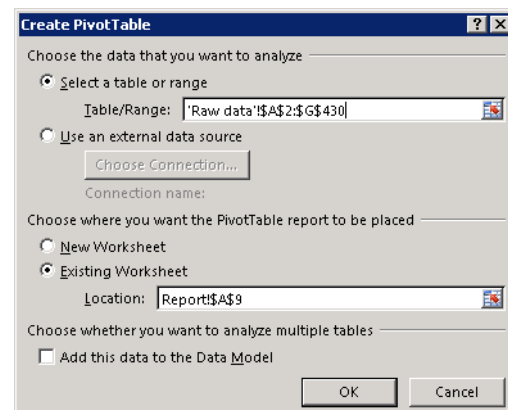 Create PivotTable
? X
Choose the data that you want to analyze
Select a table or range
Table/Range: 'Raw data'!$A$2:$G$430
Use an external data source
Choose Connection...
Connection name:
Choose where you want the PivotTable report to be placed
New Worksheet
Existing Worksheet
Location: Report!$A$9
Choose whether you want to analyze multiple tables
Add this data to the Data Model
OK Cancel